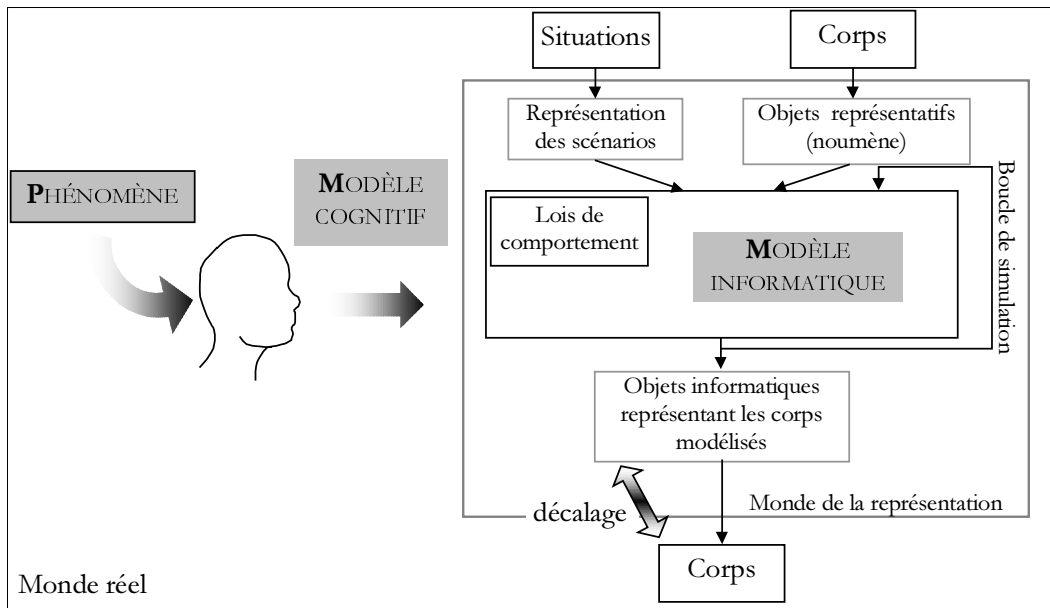 Situations
Corps
Représentation
des scénarios
Objets représentatifs
(noumène)
PHÉNOMÈNE
MODÈLE
COGNITIF
Lois de
comportement
MODÈLE
INFORMATIQUE
Boucle de simulation
Objets informatiques
représentant les corps
modélisés
décalage
Monde de la représentation
Corps
Monde réel